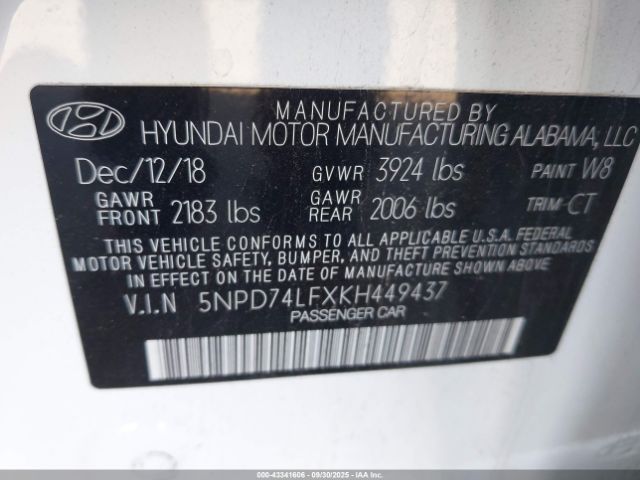 MANUFACTURED BY
HYUNDAI MOTOR MANUFACTURING ALABAMA, LLC
Dec/12/18 GVWR 3924 lbs PAINT W8
GAWR FRONT 2183 lbs GAWR REAR 2006 lbs TRIM-CT
THIS VEHICLE CONFORMS TO ALL APPLICABLE U.S.A. FEDERAL
MOTOR VEHICLE SAFETY, BUMPER, AND THEFT PREVENTION STANDARDS
IN EFFECT ON THE DATE OF MANUFACTURE SHOWN ABOVE.
V.I.N 5NPD74LFXKH449437
PASSENGER CAR
000-43341606 - 09/30/2025 - COPYRIGHT IAA, LLC.